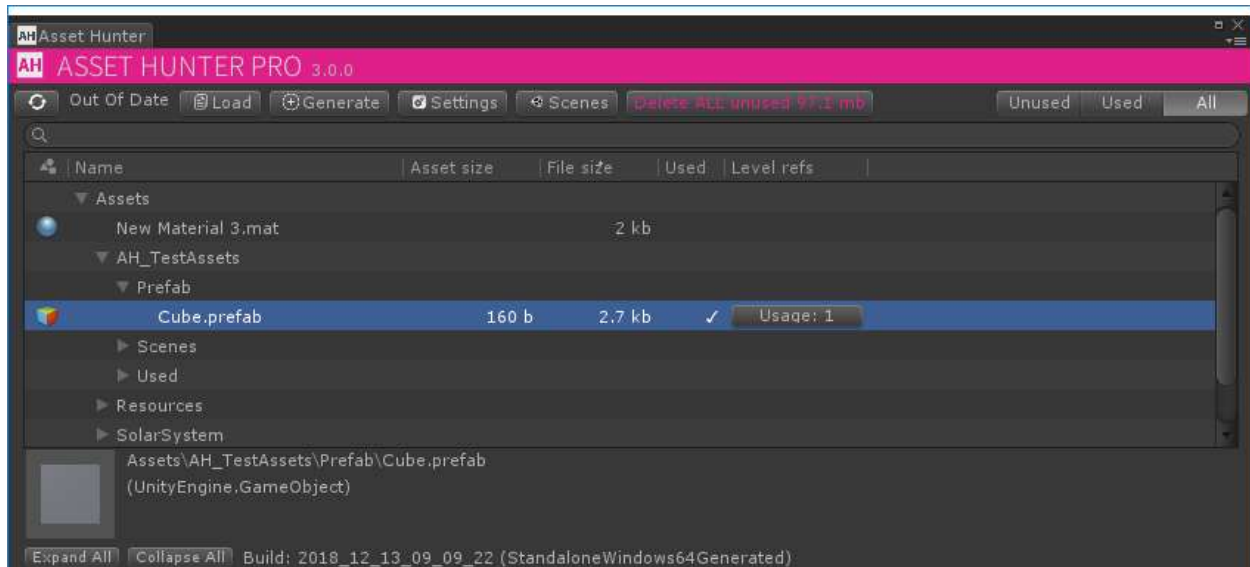 AH Asset Hunter
AH ASSET HUNTER PRO 3.0.0
Out Of Date Load Generate Settings Scenes Delete ALL unused 97.1 mb Unused Used All
Name Asset size File size Used Level refs
Assets
New Material 3.mat 2 kb
AH_TestAssets
Prefab
Cube.prefab 160 b 2.7 kb ✓ Usage: 1
Scenes
Used
Resources
SolarSystem
Assets\AH_TestAssets\Prefab\Cube.prefab
(UnityEngine.GameObject)
Expand All Collapse All Build: 2018_12_13_09_09_22 (StandaloneWindows64Generated)